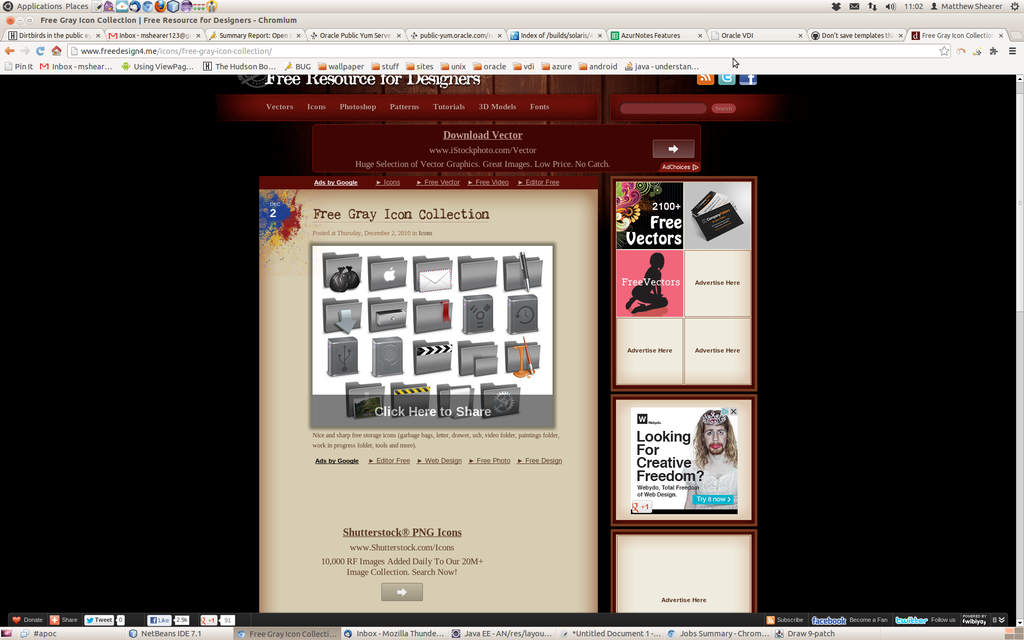 Applications Places
11:02
Matthew Shearer
Free Gray Icon Collection | Free Resource for Designers - Chromium
Dirtbirds in the public e
Inbox - mshearer123@g
Summary Report: Open
Oracle Public Yum Serve
public-yum.oracle.com/re
Index of /builds/solaris/
AzurNotes Features
Oracle VDI
Don't save templates tha
Free Gray Icon Collectio
www.freedesign4.me/icons/free-gray-icon-collection/
Pin It
Inbox - mshear...
Using ViewPag...
The Hudson Bo...
BUG
wallpaper
stuff
sites
unix
oracle
vdi
azure
android
java - understan...
Free Resource for Designers
Vectors Icons Photoshop Patterns Tutorials 3D Models Fonts
Search
Download Vector
www.iStockphoto.com/Vector
Huge Selection of Vector Graphics. Great Images. Low Price. No Catch.
AdChoices
Ads by Google ► Icons ► Free Vector ► Free Video ► Editor Free
DEC
2
Free Gray Icon Collection
Posted at Thursday, December 2, 2010 in Icons
Click Here to Share
Nice and sharp free storage icons (garbage bags, letter, drawer, usb, video folder, paintings folder,
work in progress folder, tools and more).
Ads by Google ► Editor Free ► Web Design ► Free Photo ► Free Design
Shutterstock® PNG Icons
www.Shutterstock.com/Icons
10,000 RF Images Added Daily To Our 20M+
Image Collection. Search Now!
2100+
Free
Vectors
FreeVectors
Advertise Here
Advertise Here
Advertise Here
W
Webydo.
Looking
For
Creative
Freedom?
Webydo, Total Freedom
of Web Design.
Try it now >
+1
Advertise Here
Donate
Share
Tweet
0
Like
2.9k
+1
91
Subscribe
facebook
Become a Fan
twitter
Follow us
POWERED BY
wibiya
#apoc
NetBeans IDE 7.1
Free Gray Icon Collecti...
Inbox - Mozilla Thunde...
Java EE - AN/res/layou...
*Untitled Document 1 -...
Jobs Summary - Chrom...
Draw 9-patch